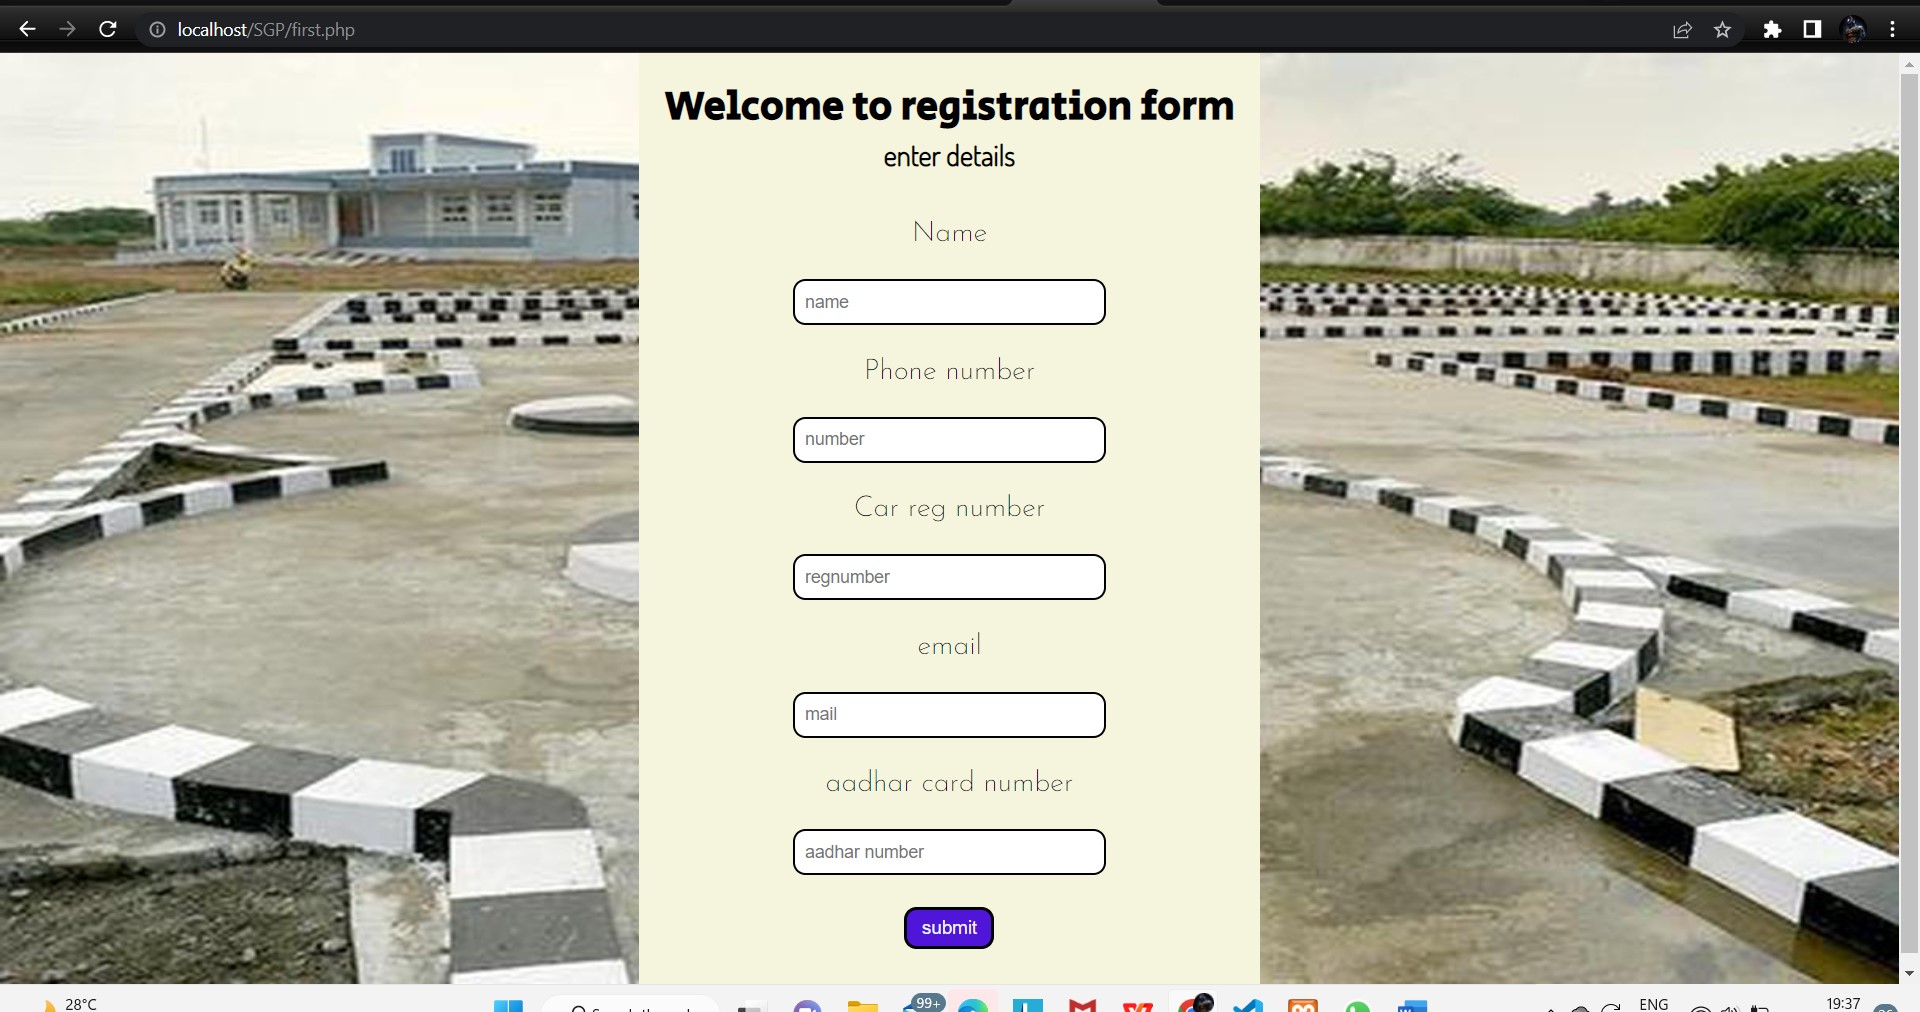 localhost/SGP/first.php
Welcome to registration form
enter details
Name
name
Phone number
number
Car reg number
regnumber
email
mail
aadhar card number
aadhar number
submit
28°C
99+
ENG
19:37